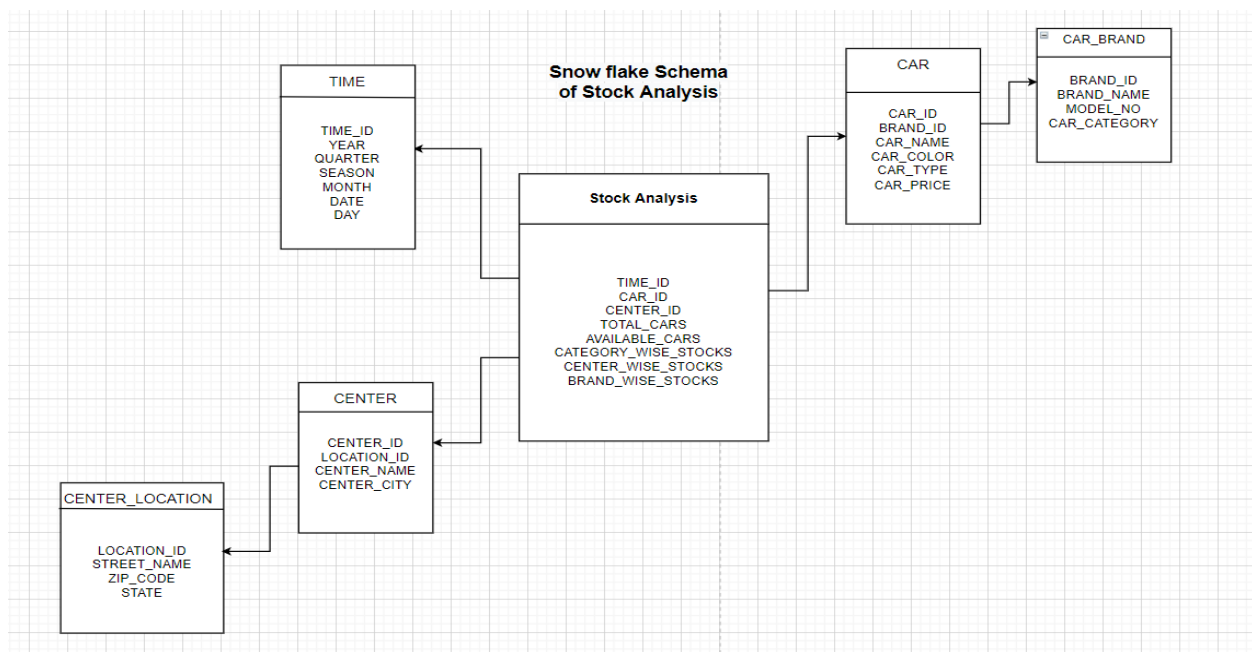 Snow flake Schema
of Stock Analysis
TIME
TIME_ID
YEAR
QUARTER
SEASON
MONTH
DATE
DAY
Stock Analysis
TIME_ID
CAR_ID
CENTER_ID
TOTAL_CARS
AVAILABLE_CARS
CATEGORY_WISE_STOCKS
CENTER_WISE_STOCKS
BRAND_WISE_STOCKS
CAR
CAR_ID
BRAND_ID
CAR_NAME
CAR_COLOR
CAR_TYPE
CAR_PRICE
CAR_BRAND
BRAND_ID
BRAND_NAME
MODEL_NO
CAR_CATEGORY
CENTER
CENTER_ID
LOCATION_ID
CENTER_NAME
CENTER_CITY
CENTER_LOCATION
LOCATION_ID
STREET_NAME
ZIP_CODE
STATE